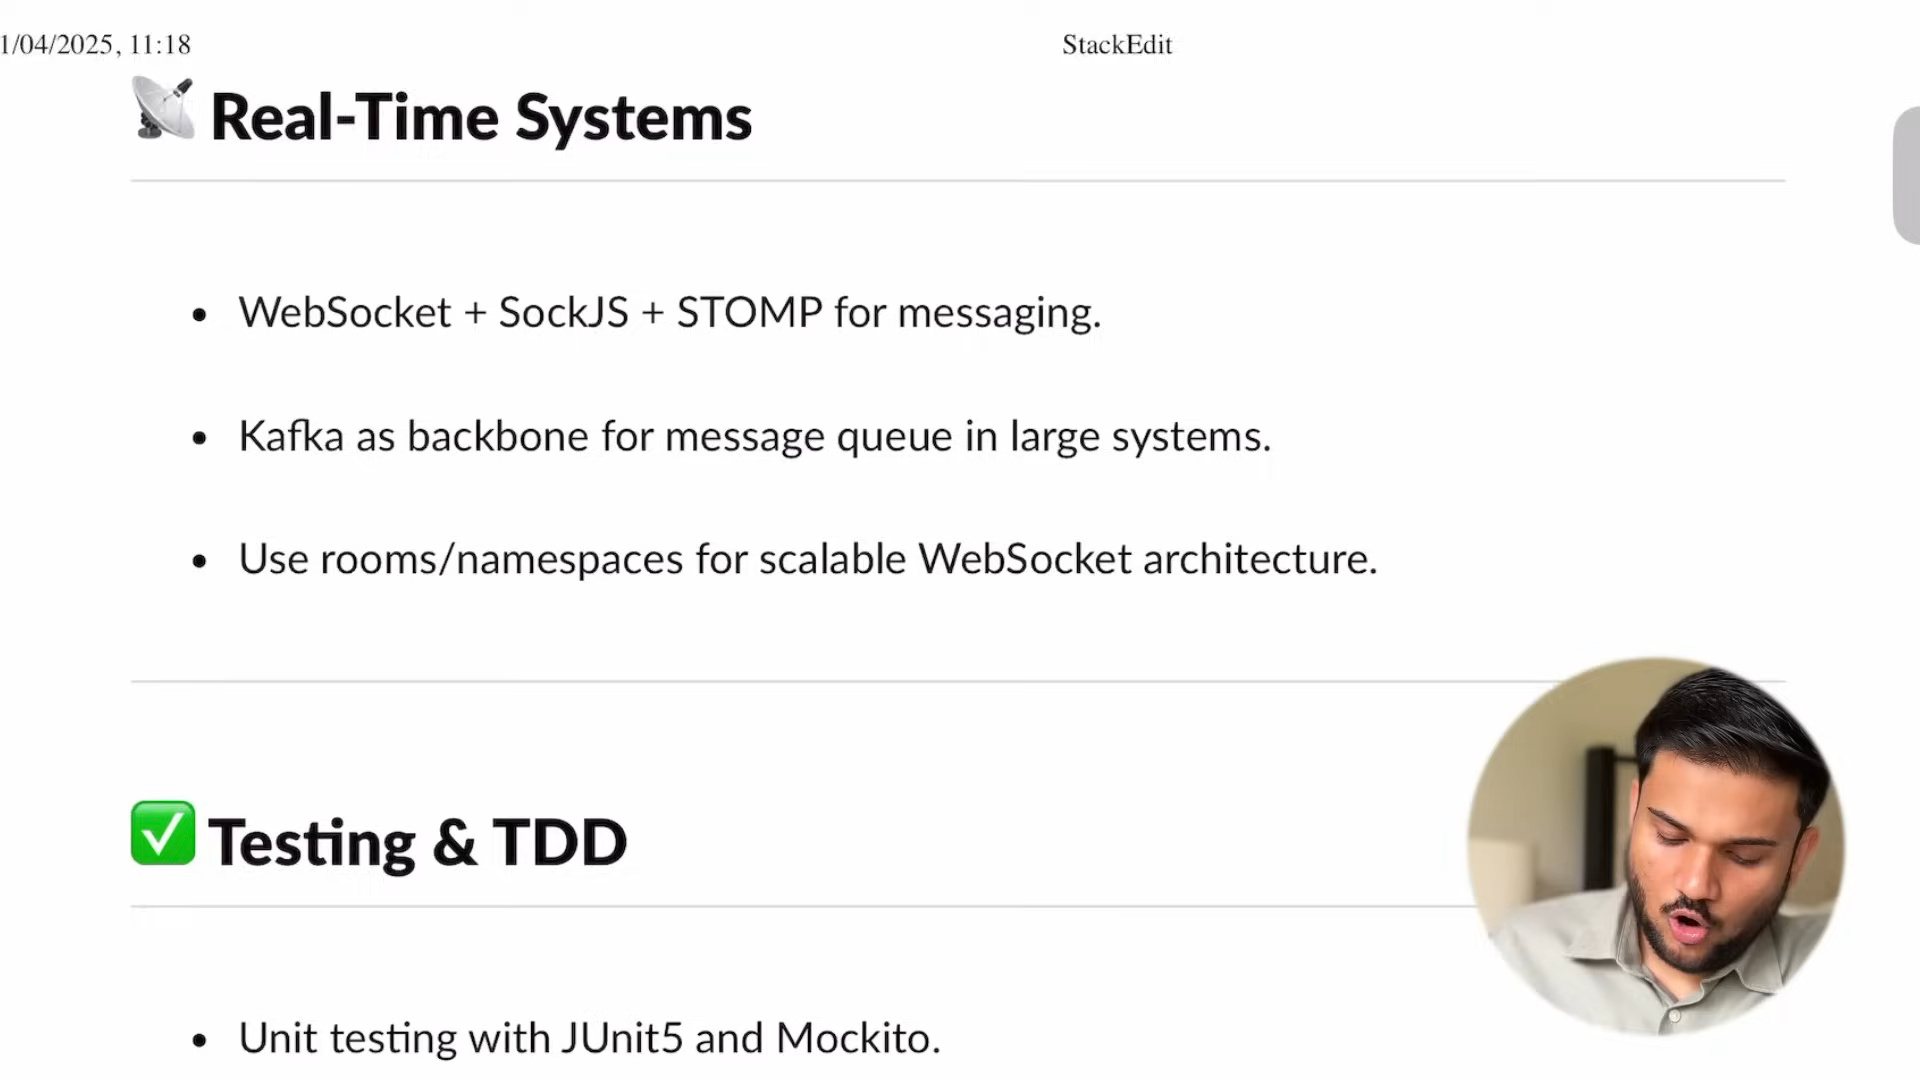 1/04/2025, 11:18
StackEdit
Real-Time Systems
• WebSocket + SockJS + STOMP for messaging.
• Kafka as backbone for message queue in large systems.
• Use rooms/namespaces for scalable WebSocket architecture.
Testing & TDD
• Unit testing with JUnit5 and Mockito.